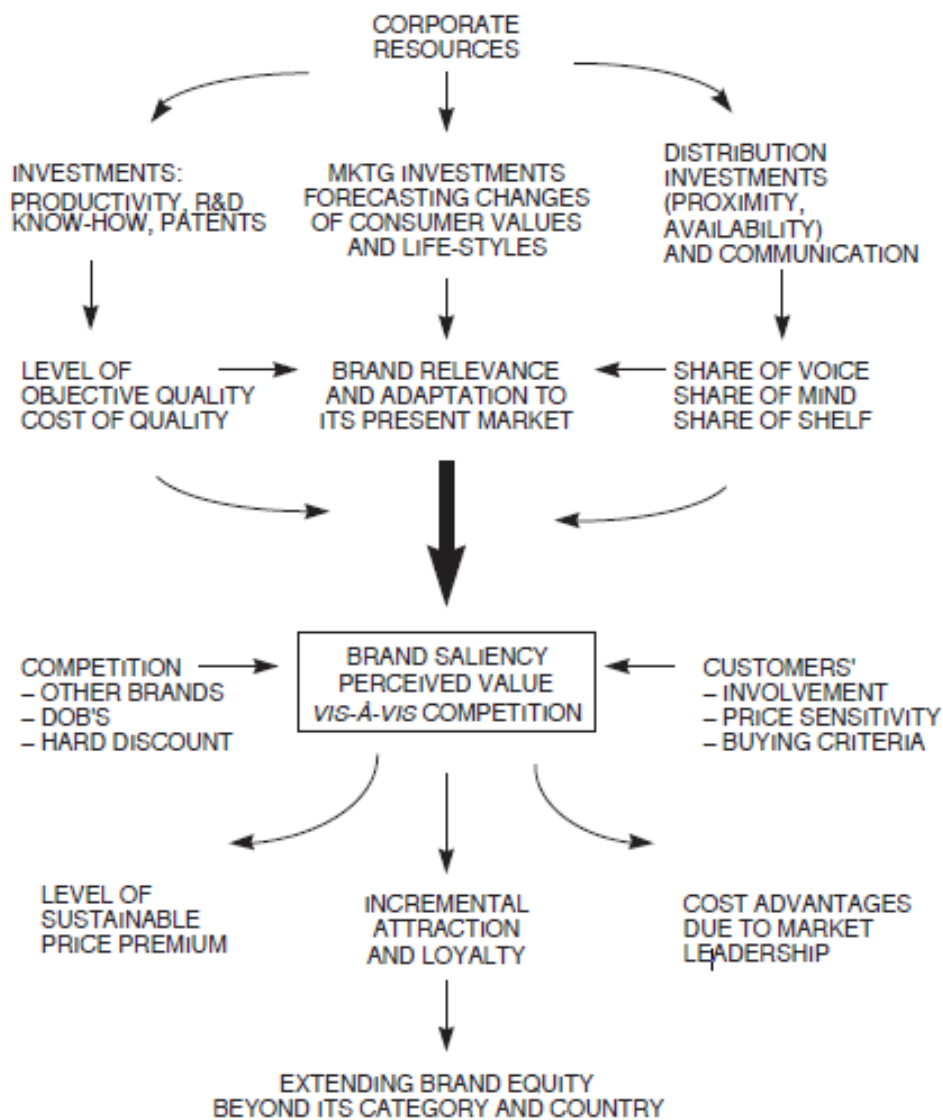 CORPORATE
RESOURCES
INVESTMENTS:
PRODUCTIVITY, R&D
KNOW-HOW, PATENTS
MKTG INVESTMENTS
FORECASTING CHANGES
OF CONSUMER VALUES
AND LIFE-STYLES
DISTRIBUTION
INVESTMENTS
(PROXIMITY,
AVAILABILITY)
AND COMMUNICATION
LEVEL OF
OBJECTIVE QUALITY
COST OF QUALITY
BRAND RELEVANCE
AND ADAPTATION TO
ITS PRESENT MARKET
SHARE OF VOICE
SHARE OF MIND
SHARE OF SHELF
COMPETITION
– OTHER BRANDS
– DOB'S
– HARD DISCOUNT
BRAND SALIENCY
PERCEIVED VALUE
VIS-À-VIS COMPETITION
CUSTOMERS'
– INVOLVEMENT
– PRICE SENSITIVITY
– BUYING CRITERIA
LEVEL OF
SUSTAINABLE
PRICE PREMIUM
INCREMENTAL
ATTRACTION
AND LOYALTY
COST ADVANTAGES
DUE TO MARKET
LEADERSHIP
EXTENDING BRAND EQUITY
BEYOND ITS CATEGORY AND COUNTRY